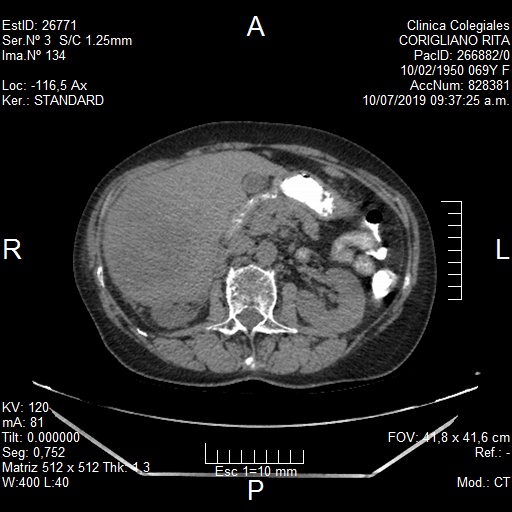 EstID: 26771
Ser.Nº 3 S/C 1.25mm
Ima.Nº 134
Loc: -116,5 Ax
Ker.: STANDARD
A
Clinica Colegiales
CORIGLIANO RITA
PacID: 266882/0
10/02/1950 069Y F
AccNum: 828381
10/07/2019 09:37:25 a.m.
R
L
KV: 120
mA: 81
Tilt: 0.000000
Seg: 0,752
Matriz 512 x 512 Thk: 1.3
W:400 L:40
Esc 1=10 mm
P
FOV: 41,8 x 41,6 cm
Ref.: -
Mod.: CT